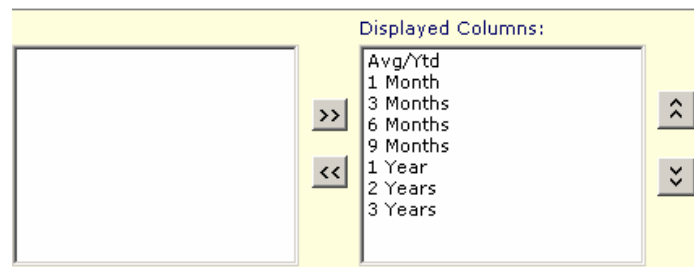 Displayed Columns:
Avg/Ytd
1 Month
3 Months
6 Months
9 Months
1 Year
2 Years
3 Years
>>
<<